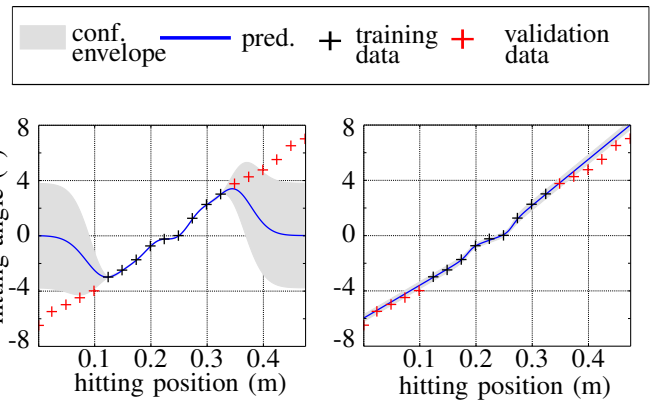 conf. envelope
pred.
training data
validation data
8
4
0
-4
-8
0.1 0.2 0.3 0.4
hitting position (m)
8
4
0
-4
-8
0.1 0.2 0.3 0.4
hitting position (m)